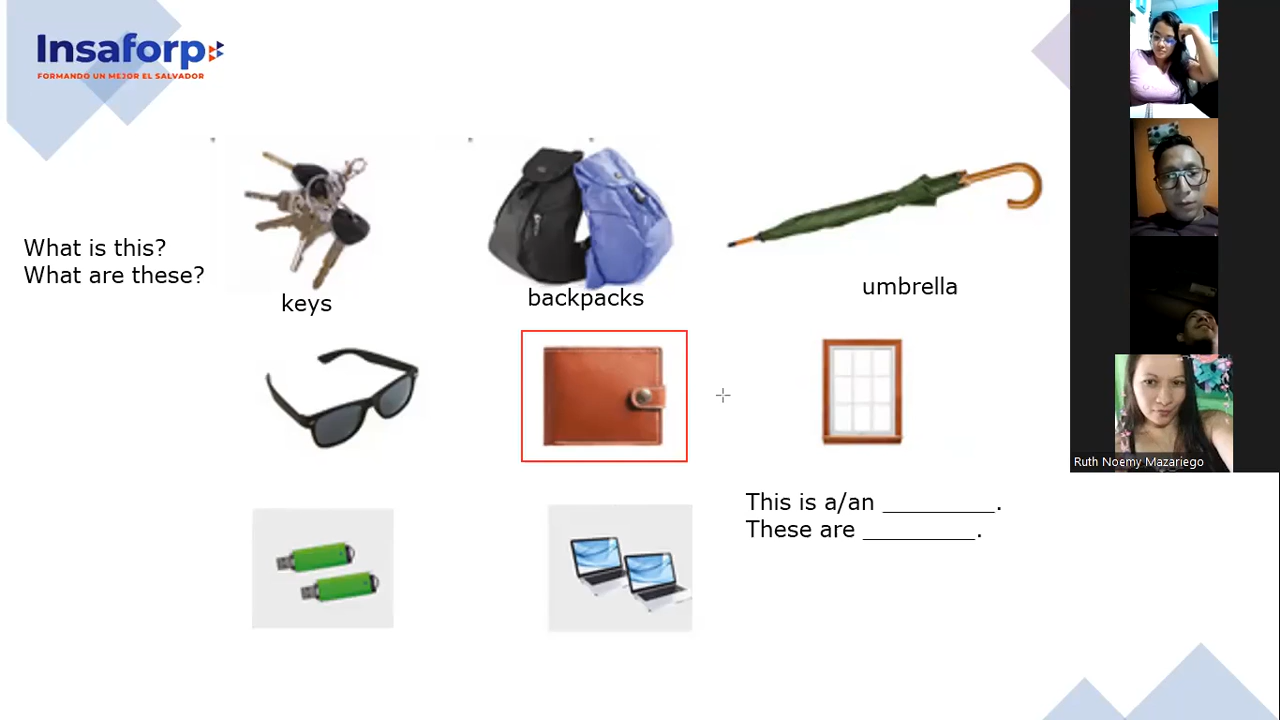 Insaforp
FORMANDO UN MEJOR EL SALVADOR
What is this?
What are these?
keys
backpacks
umbrella
This is a/an _________.
These are _________.
Ruth Noemy Mazariego